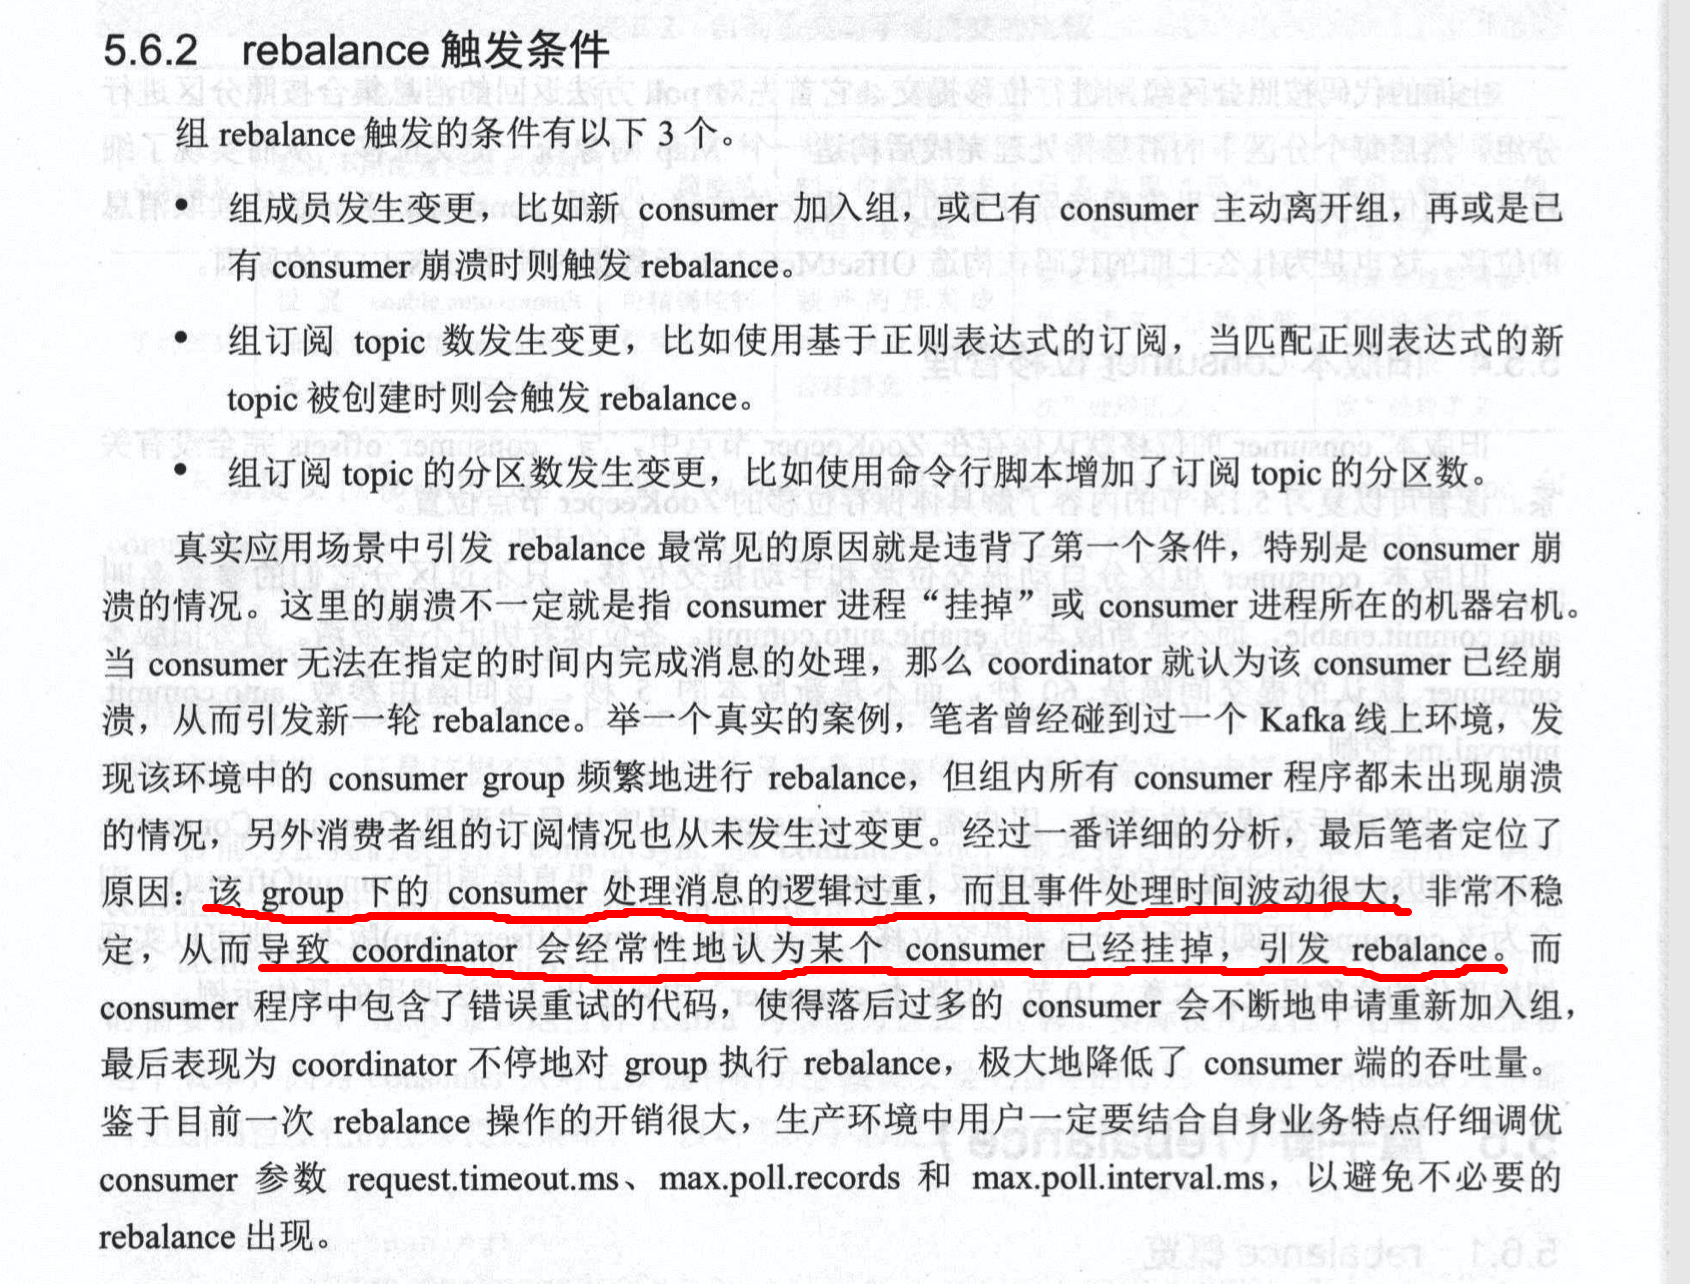 5.6.2 rebalance 触发条件
组 rebalance 触发的条件有以下 3 个。
• 组成员发生变更，比如新 consumer 加入组，或已有 consumer 主动离开组，再或是已
有 consumer 崩溃时则触发 rebalance。
• 组订阅 topic 数发生变更，比如使用基于正则表达式的订阅，当匹配正则表达式的新
topic 被创建时则会触发 rebalance。
• 组订阅 topic 的分区数发生变更，比如使用命令行脚本增加了订阅 topic 的分区数。
真实应用场景中引发 rebalance 最常见的原因就是违背了第一个条件，特别是 consumer 崩
溃的情况。这里的崩溃不一定就是指 consumer 进程“挂掉”或 consumer 进程所在的机器宕机。
当 consumer 无法在指定的时间内完成消息的处理，那么 coordinator 就认为该 consumer 已经崩
溃，从而引发新一轮 rebalance。举一个真实的案例，笔者曾经碰到过一个 Kafka 线上环境，发
现该环境中的 consumer group 频繁地进行 rebalance，但组内所有 consumer 程序都未出现崩溃
的情况，另外消费者组的订阅情况也从未发生过变更。经过一番详细的分析，最后笔者定位了
原因：该 group 下的 consumer 处理消息的逻辑过重，而且事件处理时间波动很大，非常不稳
定，从而导致 coordinator 会经常性地认为某个 consumer 已经挂掉，引发 rebalance。而
consumer 程序中包含了错误重试的代码，使得落后过多的 consumer 会不断地申请重新加入组，
最后表现为 coordinator 不停地对 group 执行 rebalance，极大地降低了 consumer 端的吞吐量。
鉴于目前一次 rebalance 操作的开销很大，生产环境中用户一定要结合自身业务特点仔细调优
consumer 参数 request.timeout.ms、max.poll.records 和 max.poll.interval.ms，以避免不必要的
rebalance 出现。